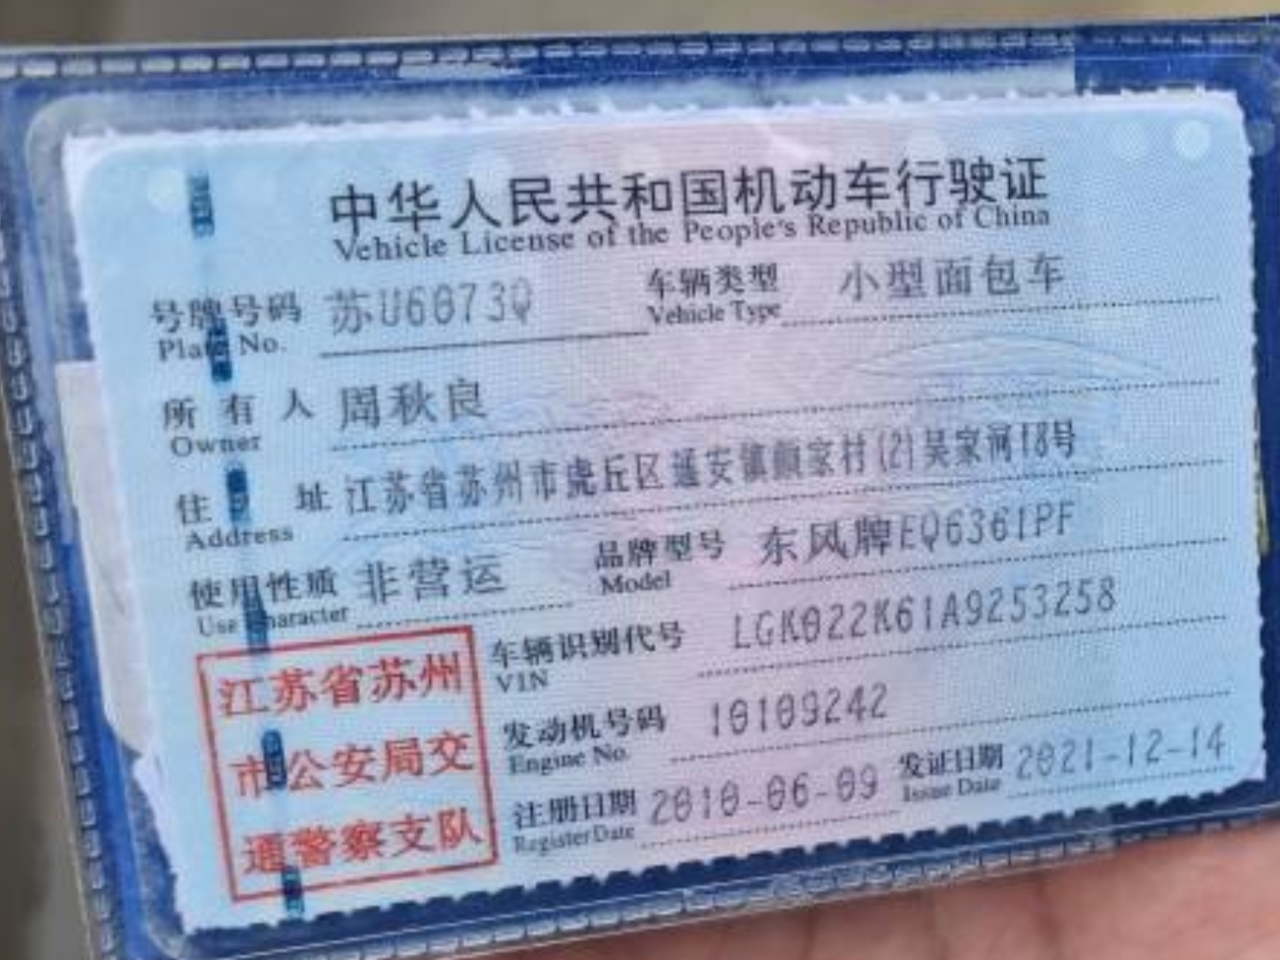 中华人民共和国机动车行驶证
Vehicle License of the People's Republic of China
号牌号码 苏U6073Q 车辆类型 小型面包车
Plate No. Vehicle Type
所有人 周秋良
Owner
住址 江苏省苏州市虎丘区通安镇顾家村(2)吴家河18号
Address
使用性质 非营运 品牌型号 东风牌EQ6361PF
Use Character Model
车辆识别代号 LGK022K61A9253258
VIN
发动机号码 10109242
Engine No.
注册日期 2010-06-09 发证日期 2021-12-14
Register Date Issue Date
江苏省苏州
市公安局交
通警察支队